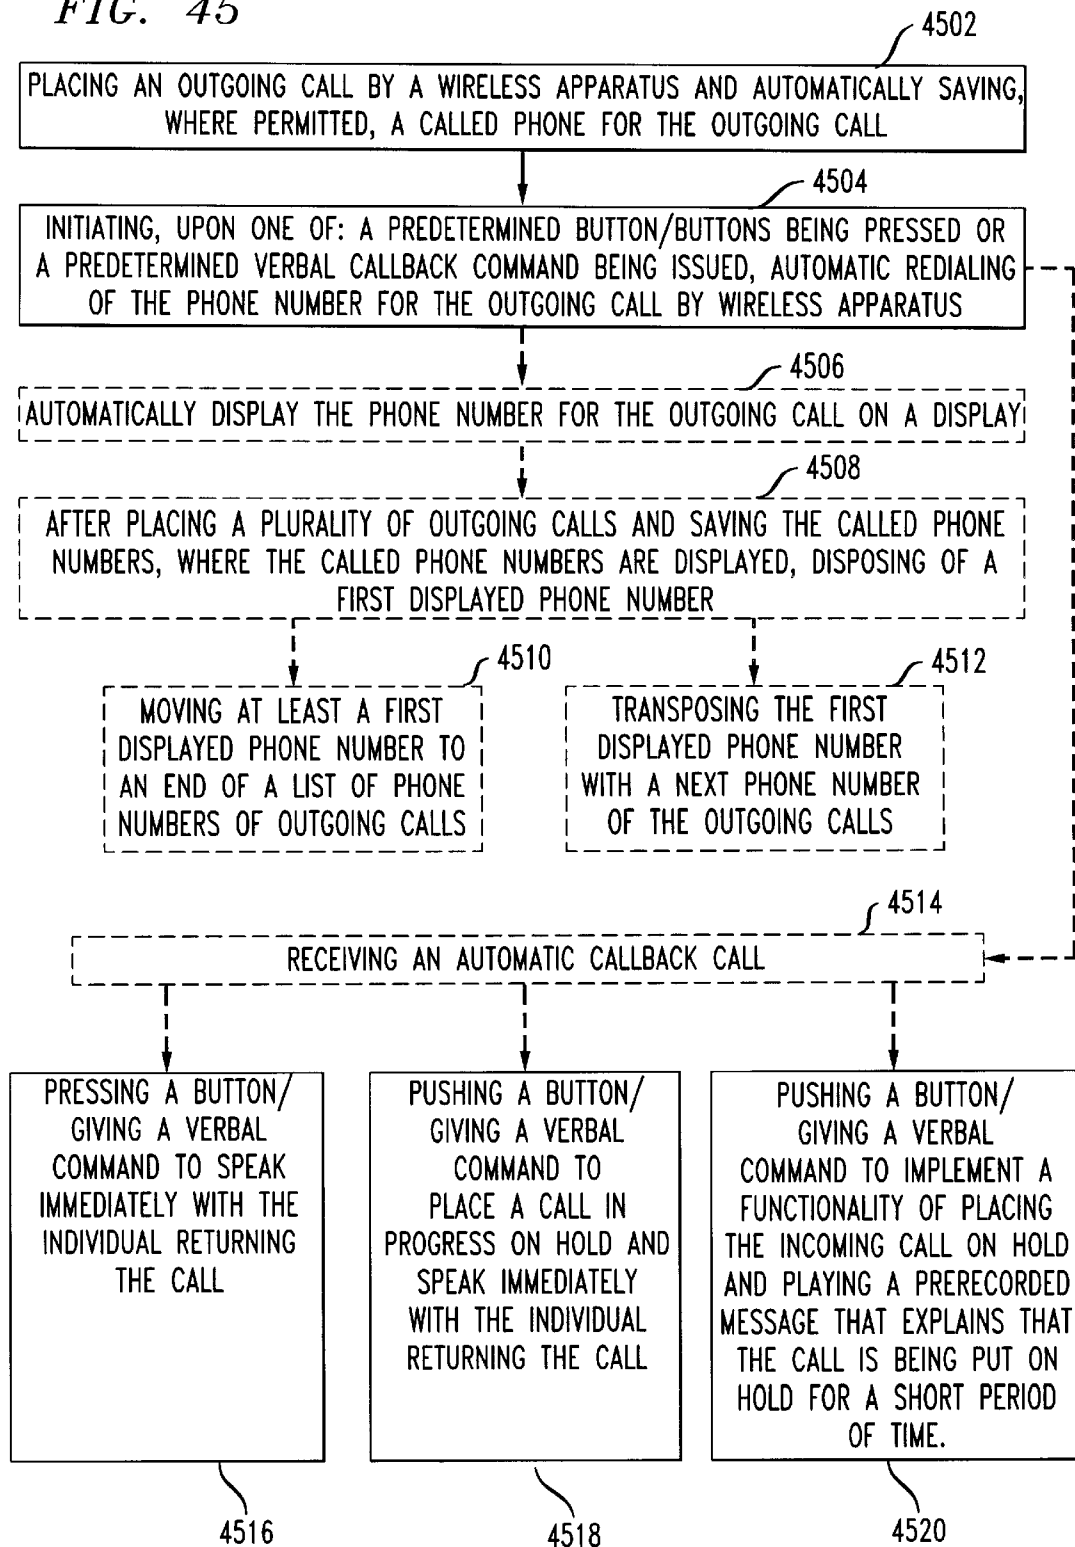 FIG. 45
4502
PLACING AN OUTGOING CALL BY A WIRELESS APPARATUS AND AUTOMATICALLY SAVING,
WHERE PERMITTED, A CALLED PHONE FOR THE OUTGOING CALL
4504
INITIATING, UPON ONE OF: A PREDETERMINED BUTTON/BUTTONS BEING PRESSED OR
A PREDETERMINED VERBAL CALLBACK COMMAND BEING ISSUED, AUTOMATIC REDIALING
OF THE PHONE NUMBER FOR THE OUTGOING CALL BY WIRELESS APPARATUS
4506
AUTOMATICALLY DISPLAY THE PHONE NUMBER FOR THE OUTGOING CALL ON A DISPLAY
4508
AFTER PLACING A PLURALITY OF OUTGOING CALLS AND SAVING THE CALLED PHONE
NUMBERS, WHERE THE CALLED PHONE NUMBERS ARE DISPLAYED, DISPOSING OF A
FIRST DISPLAYED PHONE NUMBER
4510
MOVING AT LEAST A FIRST
DISPLAYED PHONE NUMBER TO
AN END OF A LIST OF PHONE
NUMBERS OF OUTGOING CALLS
4512
TRANSPOSING THE FIRST
DISPLAYED PHONE NUMBER
WITH A NEXT PHONE NUMBER
OF THE OUTGOING CALLS
4514
RECEIVING AN AUTOMATIC CALLBACK CALL
PRESSING A BUTTON/
GIVING A VERBAL
COMMAND TO SPEAK
IMMEDIATELY WITH THE
INDIVIDUAL RETURNING
THE CALL
4516
PUSHING A BUTTON/
GIVING A VERBAL
COMMAND TO
PLACE A CALL IN
PROGRESS ON HOLD AND
SPEAK IMMEDIATELY
WITH THE INDIVIDUAL
RETURNING THE CALL
4518
PUSHING A BUTTON/
GIVING A VERBAL
COMMAND TO IMPLEMENT A
FUNCTIONALITY OF PLACING
THE INCOMING CALL ON HOLD
AND PLAYING A PRERECORDED
MESSAGE THAT EXPLAINS THAT
THE CALL IS BEING PUT ON
HOLD FOR A SHORT PERIOD
OF TIME.
4520